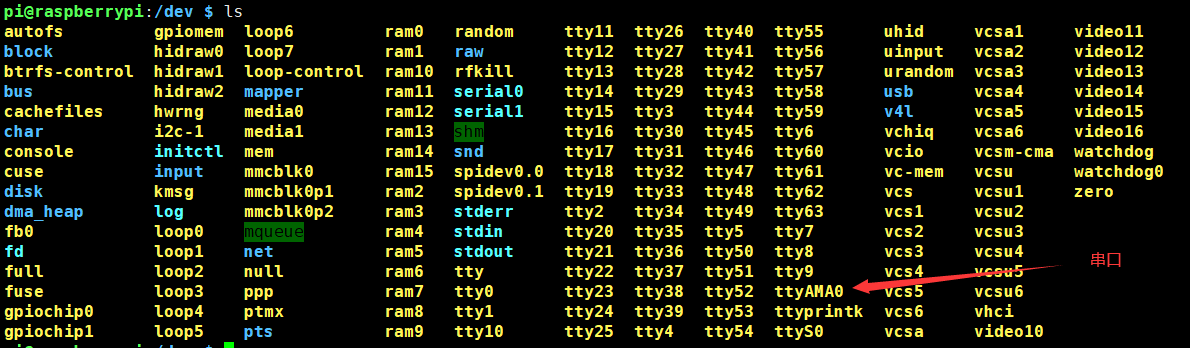 pi@raspberrypi:/dev $ ls
autofs gpiomem loop6 ram0 random tty11 tty26 tty40 tty55 uhid vcsa1 video11
block hidraw0 loop7 ram1 raw tty12 tty27 tty41 tty56 uinput vcsa2 video12
btrfs-control hidraw1 loop-control ram10 rfkill tty13 tty28 tty42 tty57 urandom vcsa3 video13
bus hidraw2 mapper ram11 serial0 tty14 tty29 tty43 tty58 usb vcsa4 video14
cachefiles hwrng media0 ram12 serial1 tty15 tty3 tty44 tty59 v4l vcsa5 video15
char i2c-1 media1 ram13 shm tty16 tty30 tty45 tty6 vchiq vcsa6 video16
console initctl mem ram14 snd tty17 tty31 tty46 tty60 vcio vcsm-cma watchdog
cuse input mmcblk0 ram15 spidev0.0 tty18 tty32 tty47 tty61 vc-mem vcsu watchdog0
disk kmsg mmcblk0p1 ram2 spidev0.1 tty19 tty33 tty48 tty62 vcs vcsu1 zero
dma_heap log mmcblk0p2 ram3 stderr tty2 tty34 tty49 tty63 vcs1 vcsu2
fb0 loop0 mqueue ram4 stdin tty20 tty35 tty5 tty7 vcs2 vcsu3
fd loop1 net ram5 stdout tty21 tty36 tty50 tty8 vcs3 vcsu4 串口
full loop2 null ram6 tty tty22 tty37 tty51 tty9 vcs4 vcsu5
fuse loop3 ppp ram7 tty0 tty23 tty38 tty52 ttyAMA0 vcs5 vcsu6
gpiochip0 loop4 ptmx ram8 tty1 tty24 tty39 tty53 ttyprintk vcs6 vhci
gpiochip1 loop5 pts ram9 tty10 tty25 tty4 tty54 ttyS0 vcsa video10
pi@raspberrypi:/dev $